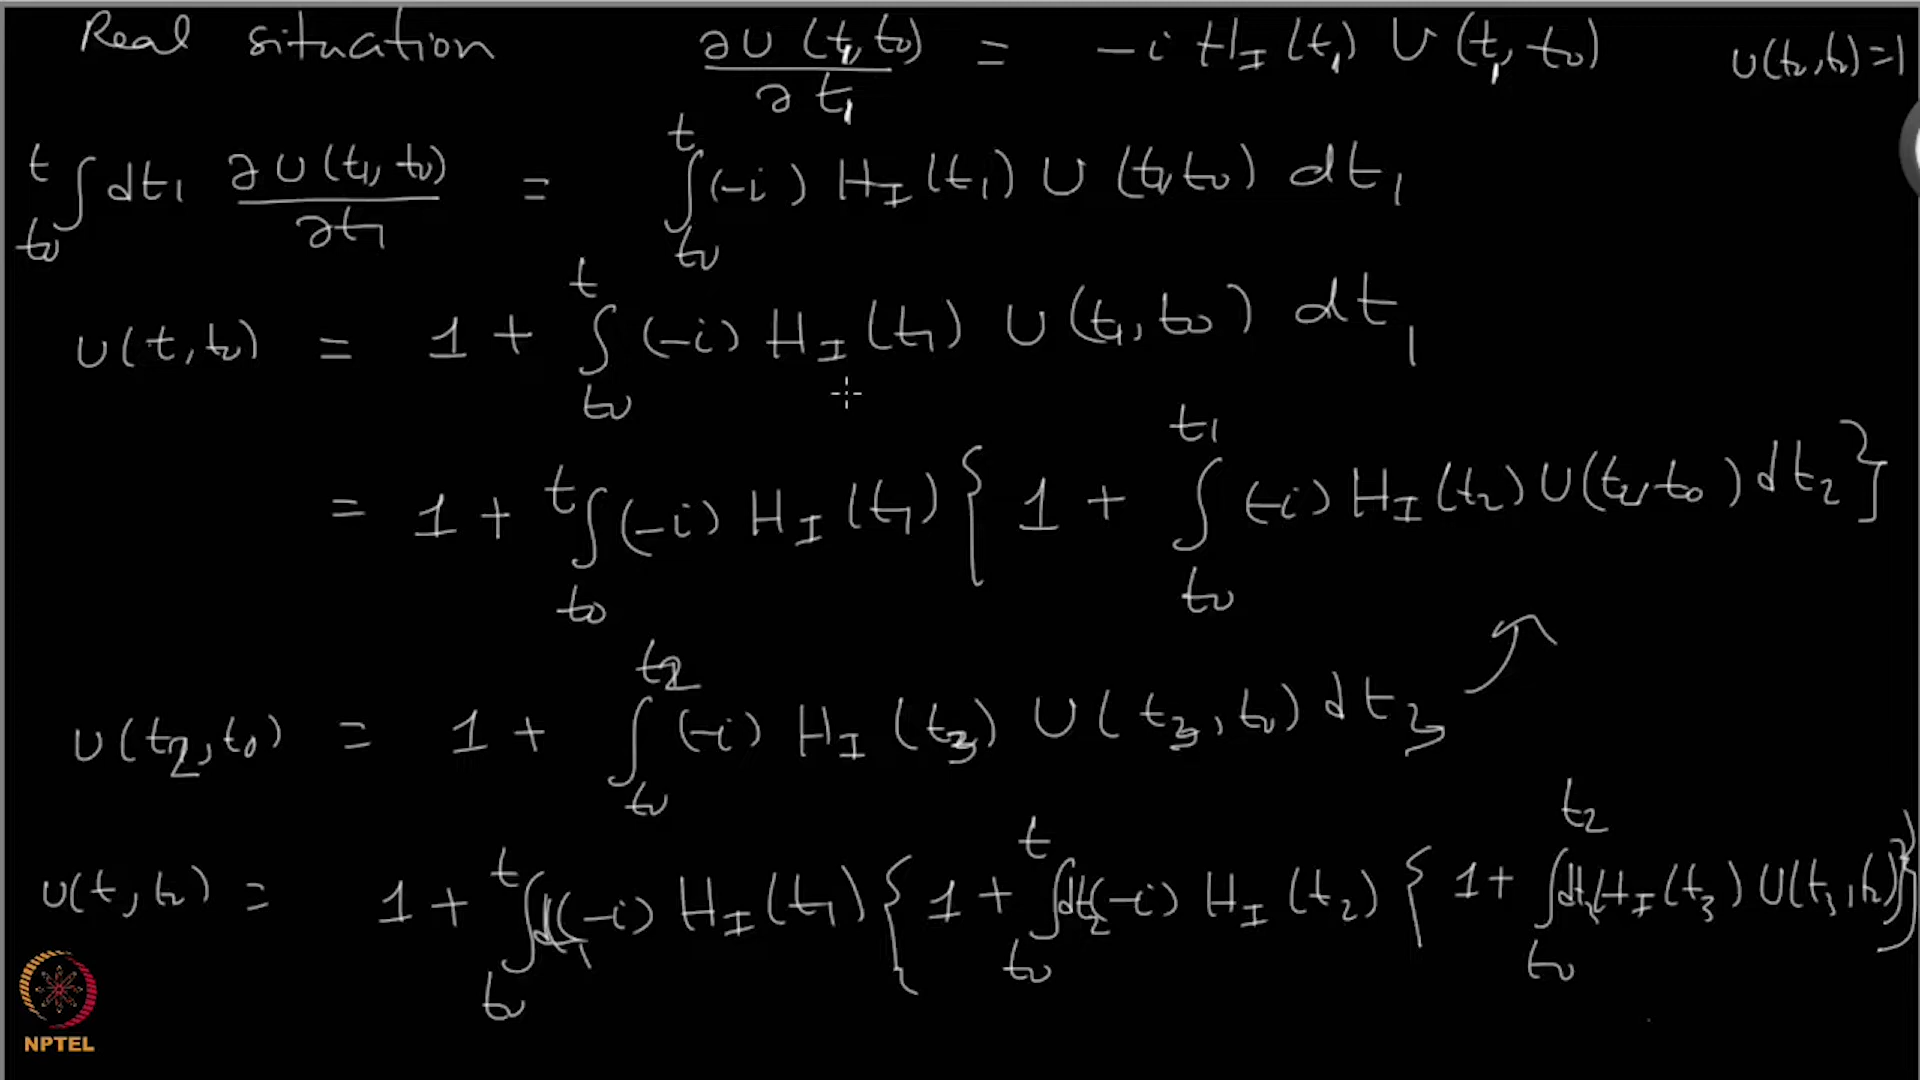 Real situation ∂U(t₁,t₀)/∂t₁ = -i H_I(t₁) U(t₁,t₀) U(t₀,t₀)=1
∫_{t₀}^{t} dt₁ ∂U(t₁,t₀)/∂t₁ = ∫_{t₀}^{t} (-i) H_I(t₁) U(t₁,t₀) dt₁
U(t,t₀) = 1 + ∫_{t₀}^{t} (-i) H_I(t₁) U(t₁,t₀) dt₁
= 1 + ∫_{t₀}^{t} (-i) H_I(t₁) { 1 + ∫_{t₀}^{t₁} (-i) H_I(t₂) U(t₂,t₀) dt₂ }
U(t₂,t₀) = 1 + ∫_{t₀}^{t₂} (-i) H_I(t₃) U(t₃,t₀) dt₃
U(t,t₀) = 1 + ∫_{t₀}^{t} dt₁(-i) H_I(t₁) { 1 + ∫_{t₀}^{t} dt₂(-i) H_I(t₂) { 1 + ∫_{t₀}^{t₂} dt₃ H_I(t₃) U(t₃,t₀) } }
NPTEL